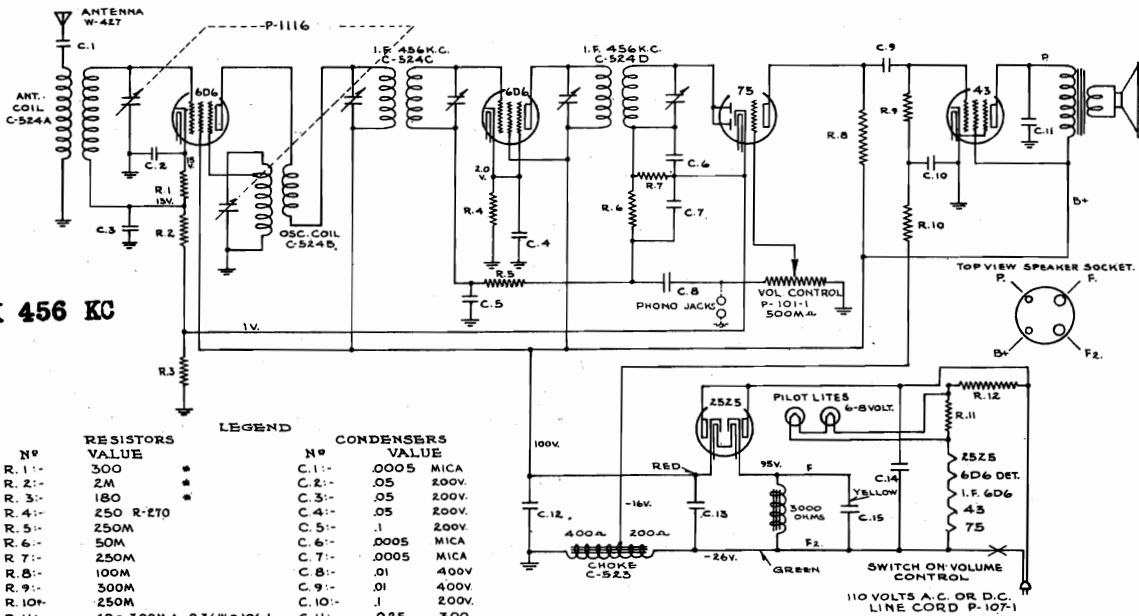 ANTENNA
W-427
P-1116
C.1
I.F. 456 K.C.
C-524C
I.F. 456 K.C.
C-524D
C.9
P.
6D6
6D6
75
43
ANT.
COIL
C-524A
R.8
R.9
C.11
C.2
15
V.
R.1
13V.
C.3
R.2
OSC. COIL
C-524B
2.0
V.
R.4
C.4
C.6
R.7
R.6
C.7
C.10
R.10
B+
R.5
C.5
C.8
PHONO JACKS
VOL. CONTROL
P-101-1
500MΩ
TOP VIEW SPEAKER SOCKET.
P.
F.
B+
F2.
456 KC
1V.
R.3
2525
PILOT LITES
6-8VOLT.
R.12
R.11
100V.
RED
95V.
F
C.14
2525
6D6 DET.
I.F. 6D6
43
75
C.12
-16V.
C.13
3000
OHMS
YELLOW
C.15
400Ω
200Ω
-26V.
F2.
CHOKE
C-523
GREEN
SWITCH ON VOLUME
CONTROL
110 VOLTS A.C. OR D.C.
LINE CORD P-107-1
LEGEND
RESISTORS
Nº VALUE
R.1:- 300 *
R.2:- 2M *
R.3:- 180 *
R.4:- 250 R-270
R.5:- 250M
R.6:- 50M
R 7:- 250M
R.8:- 100M
R.9:- 300M
R.10:- 250M
CONDENSERS
Nº VALUE
C.1:- .0005 MICA
C.2:- .05 200V.
C.3:- .05 200V.
C.4:- .05 200V.
C.5:- .1 200V.
C.6:- .0005 MICA
C.7:- .0005 MICA
C.8:- .01 400V
C.9:- .01 400V.
C.10:- .1 200V.